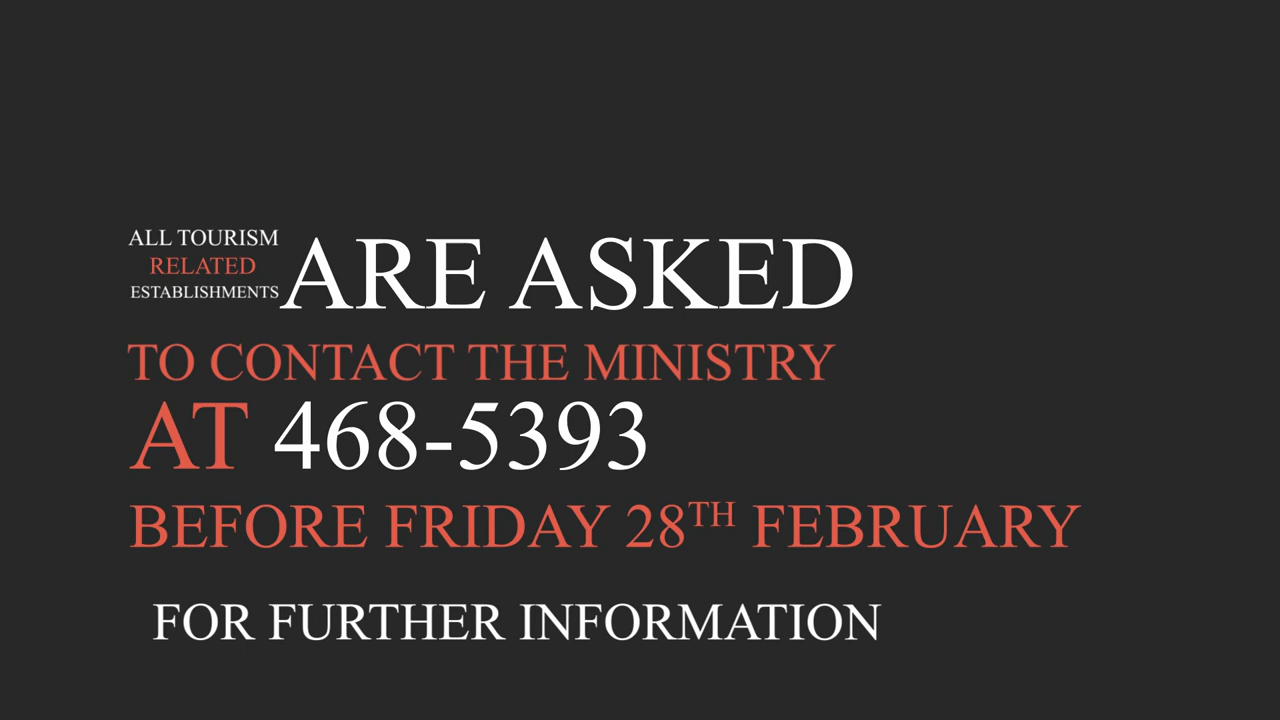 ALL TOURISM
RELATED
ESTABLISHMENTS
ARE ASKED
TO CONTACT THE MINISTRY
AT 468-5393
BEFORE FRIDAY 28TH FEBRUARY
FOR FURTHER INFORMATION